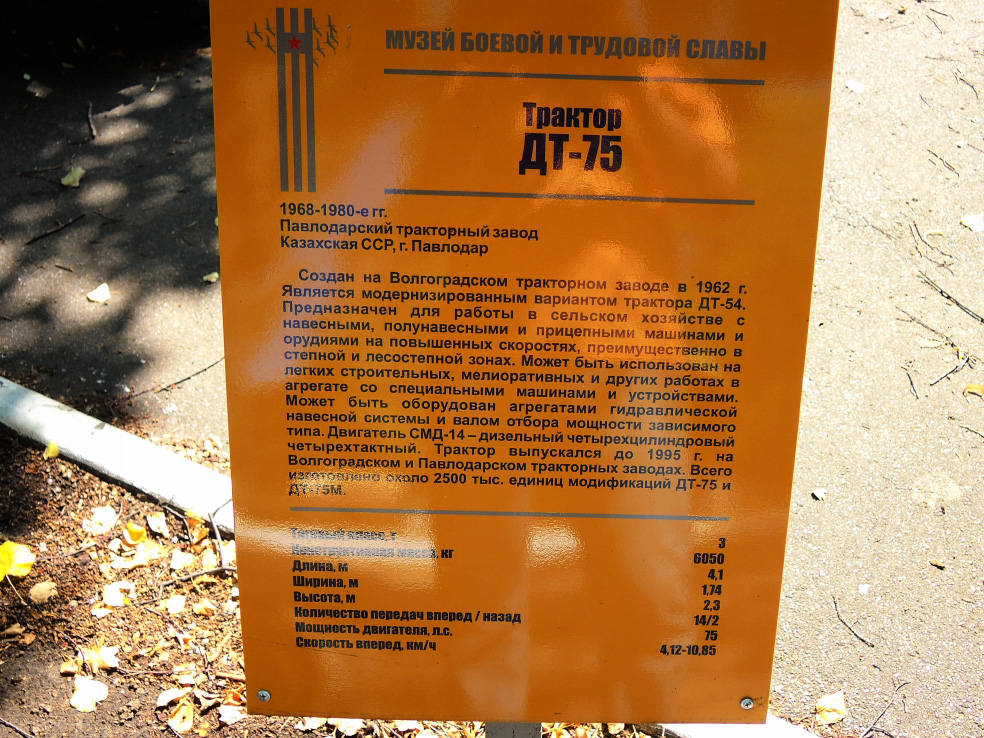 МУЗЕЙ БОЕВОЙ И ТРУДОВОЙ СЛАВЫ
Трактор
ДТ-75
1968-1980-е гг.
Павлодарский тракторный завод
Казахская ССР, г. Павлодар
Создан на Волгоградском тракторном заводе в 1962 г.
Является модернизированным вариантом трактора ДТ-54.
Предназначен для работы в сельском хозяйстве с
навесными, полунавесными и прицепными машинами и
орудиями на повышенных скоростях, преимущественно в
степной и лесостепной зонах. Может быть использован на
легких строительных, мелиоративных и других работах в
агрегате со специальными машинами и устройствами.
Может быть оборудован агрегатами гидравлической
навесной системы и валом отбора мощности зависимого
типа. Двигатель СМД-14 – дизельный четырехцилиндровый
четырехтактный. Трактор выпускался до 1995 г. на
Волгоградском и Павлодарском тракторных заводах. Всего
изготовлено около 2500 тыс. единиц модификаций ДТ-75 и
ДТ-75М.
Тяговый класс, т 3
Конструктивная масса, кг 6050
Длина, м 4,1
Ширина, м 1,74
Высота, м 2,3
Количество передач вперед / назад 14/2
Мощность двигателя, л.с. 75
Скорость вперед, км/ч 4,12-10,85